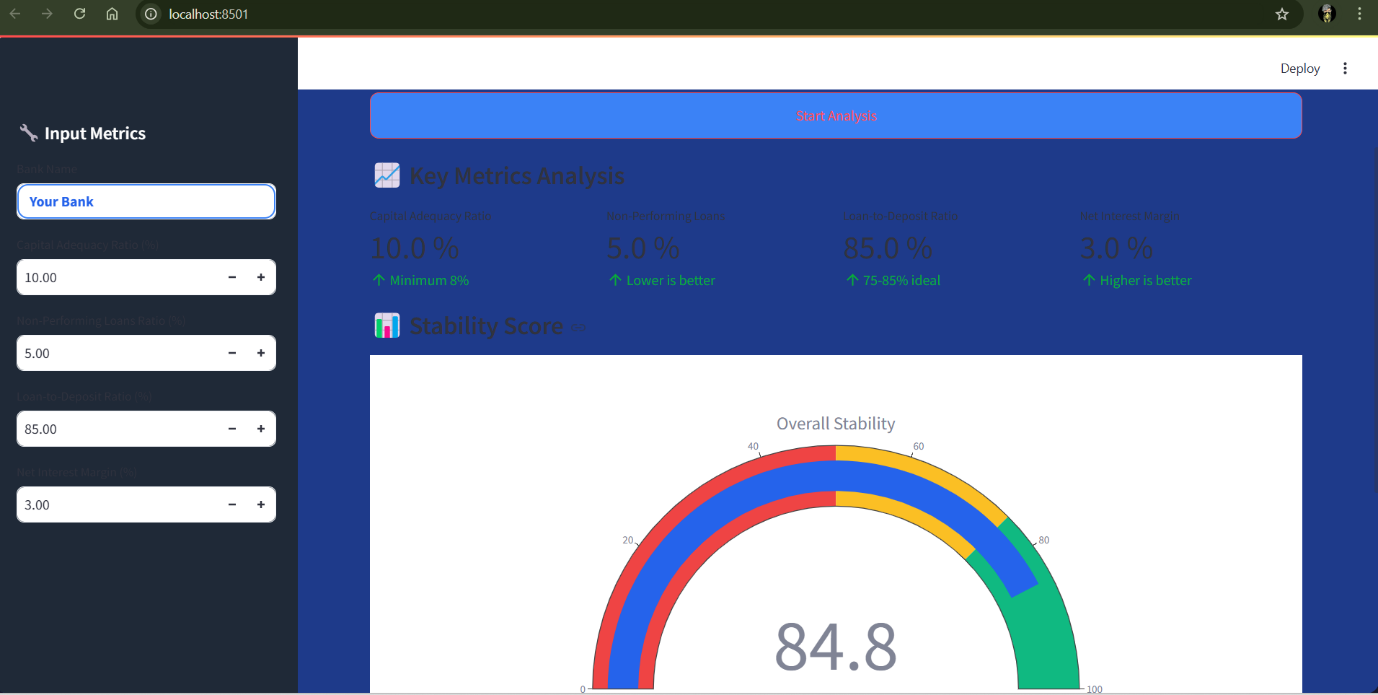 localhost:8501
Deploy
Input Metrics
Bank Name
Your Bank
Capital Adequacy Ratio (%)
10.00
Non-Performing Loans Ratio (%)
5.00
Loan-to-Deposit Ratio (%)
85.00
Net Interest Margin (%)
3.00
Start Analysis
Key Metrics Analysis
Capital Adequacy Ratio
10.0 %
↑ Minimum 8%
Non-Performing Loans
5.0 %
↑ Lower is better
Loan-to-Deposit Ratio
85.0 %
↑ 75-85% ideal
Net Interest Margin
3.0 %
↑ Higher is better
Stability Score
Overall Stability
0
20
40
60
80
100
84.8